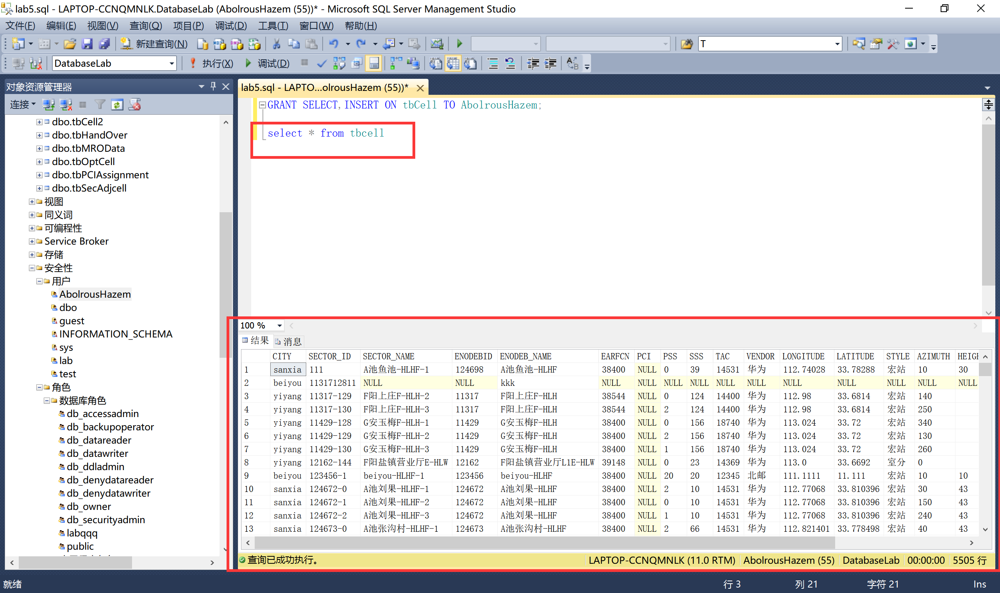 lab5.sql - LAPTOP-CCNQMNLK.DatabaseLab (AbolrousHazem (55))* - Microsoft SQL Server Management Studio
文件(F) 编辑(E) 视图(V) 查询(Q) 项目(P) 调试(D) 工具(T) 窗口(W) 帮助(H)
新建查询(N) T
DatabaseLab 执行(X) 调试(D)
对象资源管理器
连接
dbo.tbCell2
dbo.tbHandOver
dbo.tbMROData
dbo.tbOptCell
dbo.tbPCIAssignment
dbo.tbSecAdjcell
视图
同义词
可编程性
Service Broker
存储
安全性
用户
AbolrousHazem
dbo
guest
INFORMATION_SCHEMA
sys
lab
test
角色
数据库角色
db_accessadmin
db_backupoperator
db_datareader
db_datawriter
db_ddladmin
db_denydatareader
db_denydatawriter
db_owner
db_securityadmin
labqqq
public
lab5.sql - LAPTO...olrousHazem (55))*
GRANT SELECT,INSERT ON tbCell TO AbolrousHazem;
select * from tbcell
100 %
结果 消息
CITY SECTOR_ID SECTOR_NAME ENODEBID ENODEB_NAME EARFCN PCI PSS SSS TAC VENDOR LONGITUDE LATITUDE STYLE AZIMUTH HEIGH
1 sanxia 111 A池鱼池-HLHF-1 124698 A池鱼池-HLHF 38400 NULL 0 39 14531 华为 112.74028 33.78288 宏站 10 30
2 beiyou 1131712811 NULL NULL kkk NULL NULL NULL NULL NULL NULL NULL NULL NULL NULL NULL
3 yiyang 11317-129 F阳上庄F-HLH-2 11317 F阳上庄F-HLH 38544 NULL 0 124 14400 华为 112.98 33.6814 宏站 140
4 yiyang 11317-130 F阳上庄F-HLH-3 11317 F阳上庄F-HLH 38544 NULL 2 124 14400 华为 112.98 33.6814 宏站 250
5 yiyang 11429-128 G安玉梅F-HLH-1 11429 G安玉梅F-HLH 38400 NULL 0 156 18740 华为 113.024 33.72 宏站 340
6 yiyang 11429-129 G安玉梅F-HLH-2 11429 G安玉梅F-HLH 38400 NULL 2 156 18740 华为 113.024 33.72 宏站 130
7 yiyang 11429-130 G安玉梅F-HLH-3 11429 G安玉梅F-HLH 38400 NULL 1 156 18740 华为 113.024 33.72 宏站 260
8 yiyang 12162-144 F阳盐镇营业厅E-HLW 12162 F阳盐镇营业厅L1E-HLW 39148 NULL 0 23 14369 华为 113.0 33.6692 室分 0
9 beiyou 123456-1 beiyou-HLHF-1 123456 beiyou-HLHF 38400 NULL 20 20 12345 北邮 111.1111 11.111 宏站 10 10
10 sanxia 124672-0 A池刘果-HLHF-1 124672 A池刘果-HLHF 38400 NULL 2 10 14531 华为 112.77068 33.810396 宏站 30 43
11 sanxia 124672-1 A池刘果-HLHF-2 124672 A池刘果-HLHF 38400 NULL 0 10 14531 华为 112.77068 33.810396 宏站 150 43
12 sanxia 124672-2 A池刘果-HLHF-3 124672 A池刘果-HLHF 38400 NULL 1 10 14531 华为 112.77068 33.810396 宏站 240 43
13 sanxia 124673-0 A池张沟村-HLHF-1 124673 A池张沟村-HLHF 38400 NULL 2 66 14531 华为 112.821401 33.778498 宏站 40 43
查询已成功执行。 LAPTOP-CCNQMNLK (11.0 RTM) AbolrousHazem (55) DatabaseLab 00:00:00 5505 行
就绪 行 3 列 21 字符 21 Ins